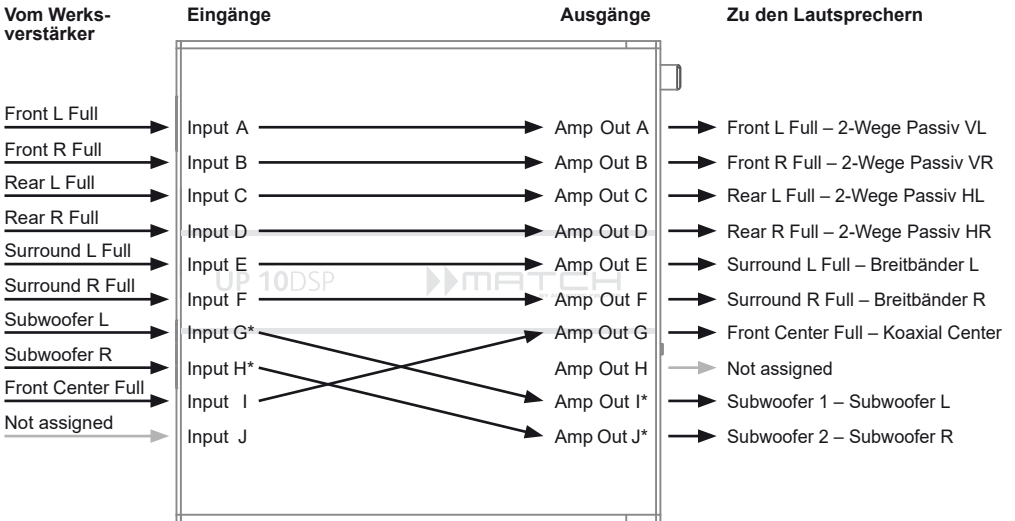 Vom Werks-
verstärker
Eingänge
Ausgänge
Zu den Lautsprechern
Front L Full
Input A
Amp Out A
Front L Full – 2-Wege Passiv VL
Front R Full
Input B
Amp Out B
Front R Full – 2-Wege Passiv VR
Rear L Full
Input C
Amp Out C
Rear L Full – 2-Wege Passiv HL
Rear R Full
Input D
Amp Out D
Rear R Full – 2-Wege Passiv HR
Surround L Full
Input E
Amp Out E
Surround L Full – Breitbänder L
UP 10DSP
MATCH
Surround R Full
Input F
Amp Out F
Surround R Full – Breitbänder R
Subwoofer L
Input G*
Amp Out G
Front Center Full – Koaxial Center
Subwoofer R
Input H*
Amp Out H
Not assigned
Front Center Full
Input I
Amp Out I*
Subwoofer 1 – Subwoofer L
Not assigned
Input J
Amp Out J*
Subwoofer 2 – Subwoofer R